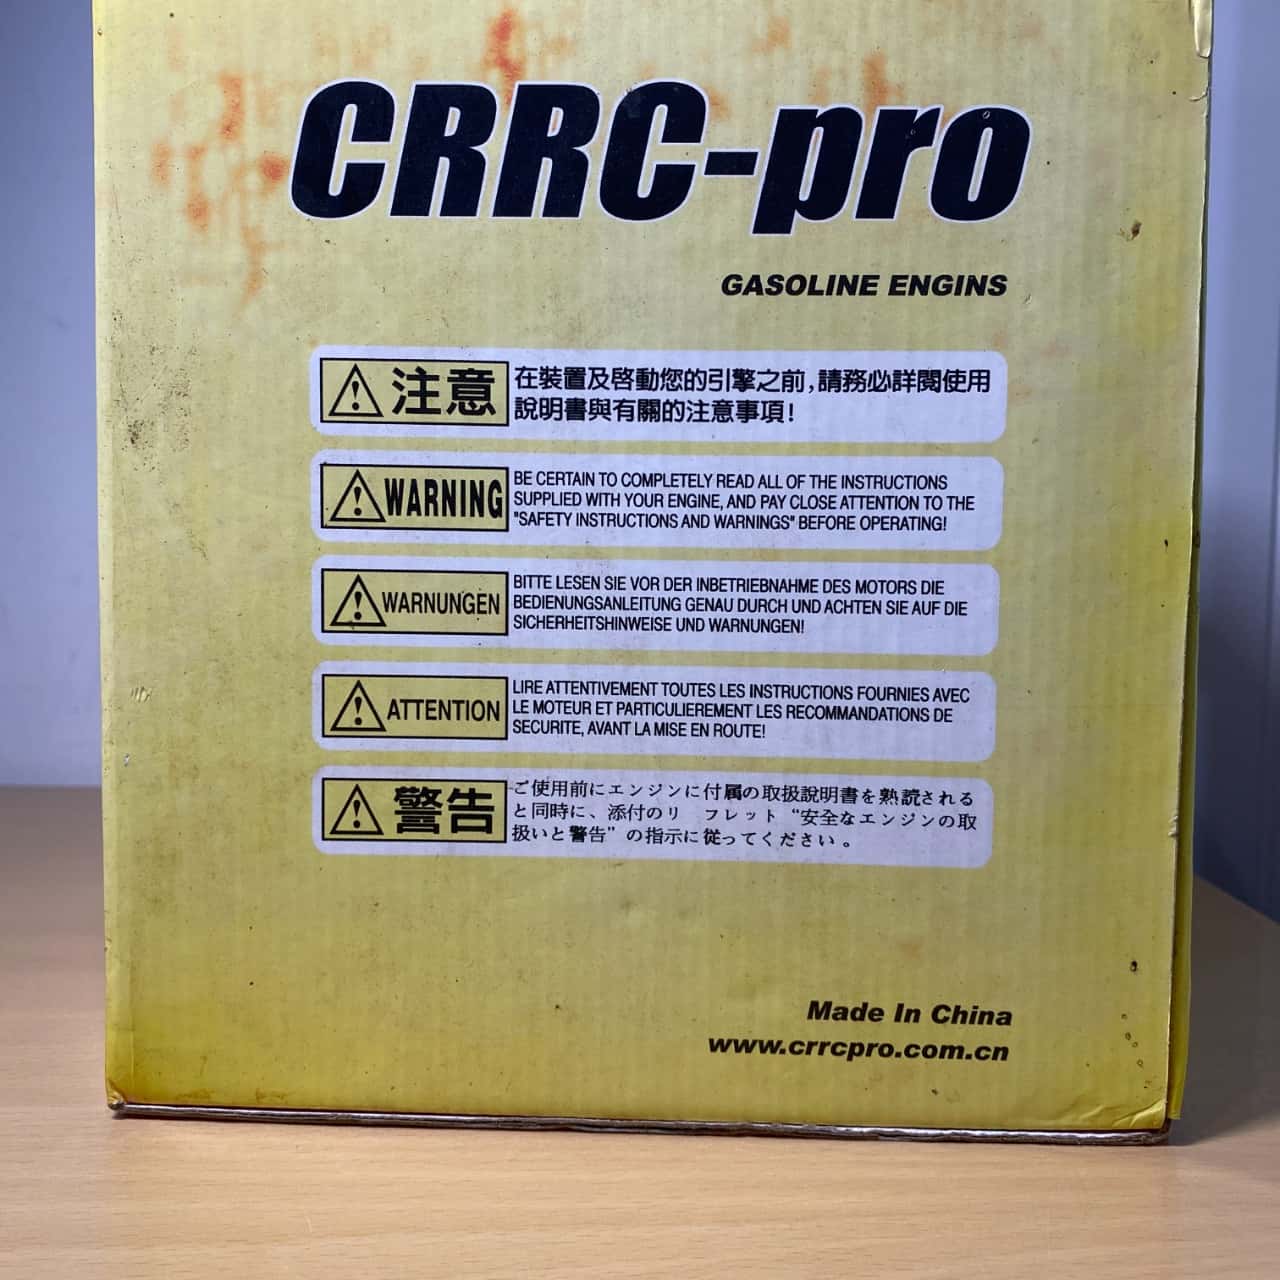 CRRC-pro
GASOLINE ENGINS
注意
在裝置及啓動您的引擎之前,請務必詳閱使用
說明書與有關的注意事項!
WARNING
BE CERTAIN TO COMPLETELY READ ALL OF THE INSTRUCTIONS
SUPPLIED WITH YOUR ENGINE, AND PAY CLOSE ATTENTION TO THE
"SAFETY INSTRUCTIONS AND WARNINGS" BEFORE OPERATING!
WARNUNGEN
BITTE LESEN SIE VOR DER INBETRIEBNAHME DES MOTORS DIE
BEDIENUNGSANLEITUNG GENAU DURCH UND ACHTEN SIE AUF DIE
SICHERHEITSHINWEISE UND WARNUNGEN!
ATTENTION
LIRE ATTENTIVEMENT TOUTES LES INSTRUCTIONS FOURNIES AVEC
LE MOTEUR ET PARTICULIEREMENT LES RECOMMANDATIONS DE
SECURITE, AVANT LA MISE EN ROUTE!
警告
ご使用前にエンジンに付属の取扱説明書を熟読される
と同時に、添付のリ フレット “安全なエンジンの取
扱いと警告” の指示に従ってください。
Made In China
www.crrcpro.com.cn